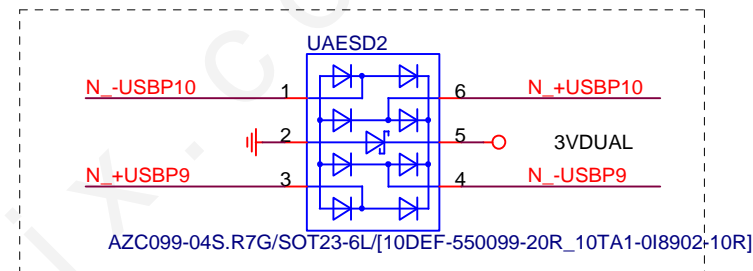 UAESD2
N_-USBP10 1 6 N_+USBP10
2 5 3VDUAL
N_+USBP9 3 4 N_-USBP9
AZC099-04S.R7G/SOT23-6L/[10DEF-550099-20R_10TA1-0I8902-10R]